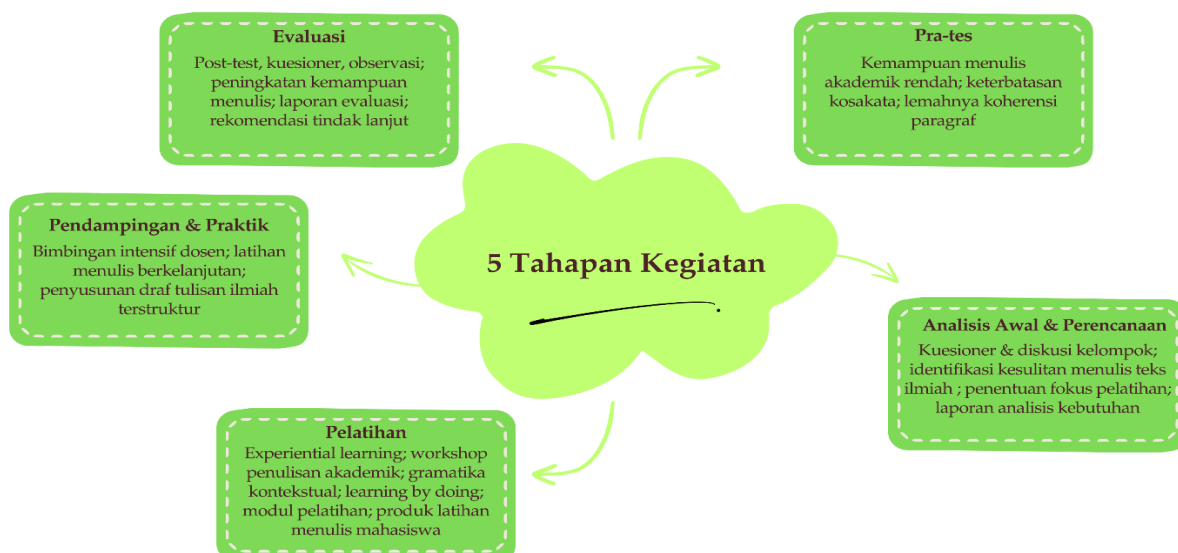 5 Tahapan Kegiatan
Pra-tes
Kemampuan menulis
akademik rendah; keterbatasan
kosakata; lemahnya koherensi
paragraf
Analisis Awal & Perencanaan
Kuesioner & diskusi kelompok;
identifikasi kesulitan menulis teks
ilmiah ; penentuan fokus pelatihan;
laporan analisis kebutuhan
Pelatihan
Experiential learning; workshop
penulisan akademik; gramatika
kontekstual; learning by doing;
modul pelatihan; produk latihan
menulis mahasiswa
Pendampingan & Praktik
Bimbingan intensif dosen; latihan
menulis berkelanjutan;
penyusunan draf tulisan ilmiah
terstruktur
Evaluasi
Post-test, kuesioner, observasi;
peningkatan kemampuan
menulis; laporan evaluasi;
rekomendasi tindak lanjut